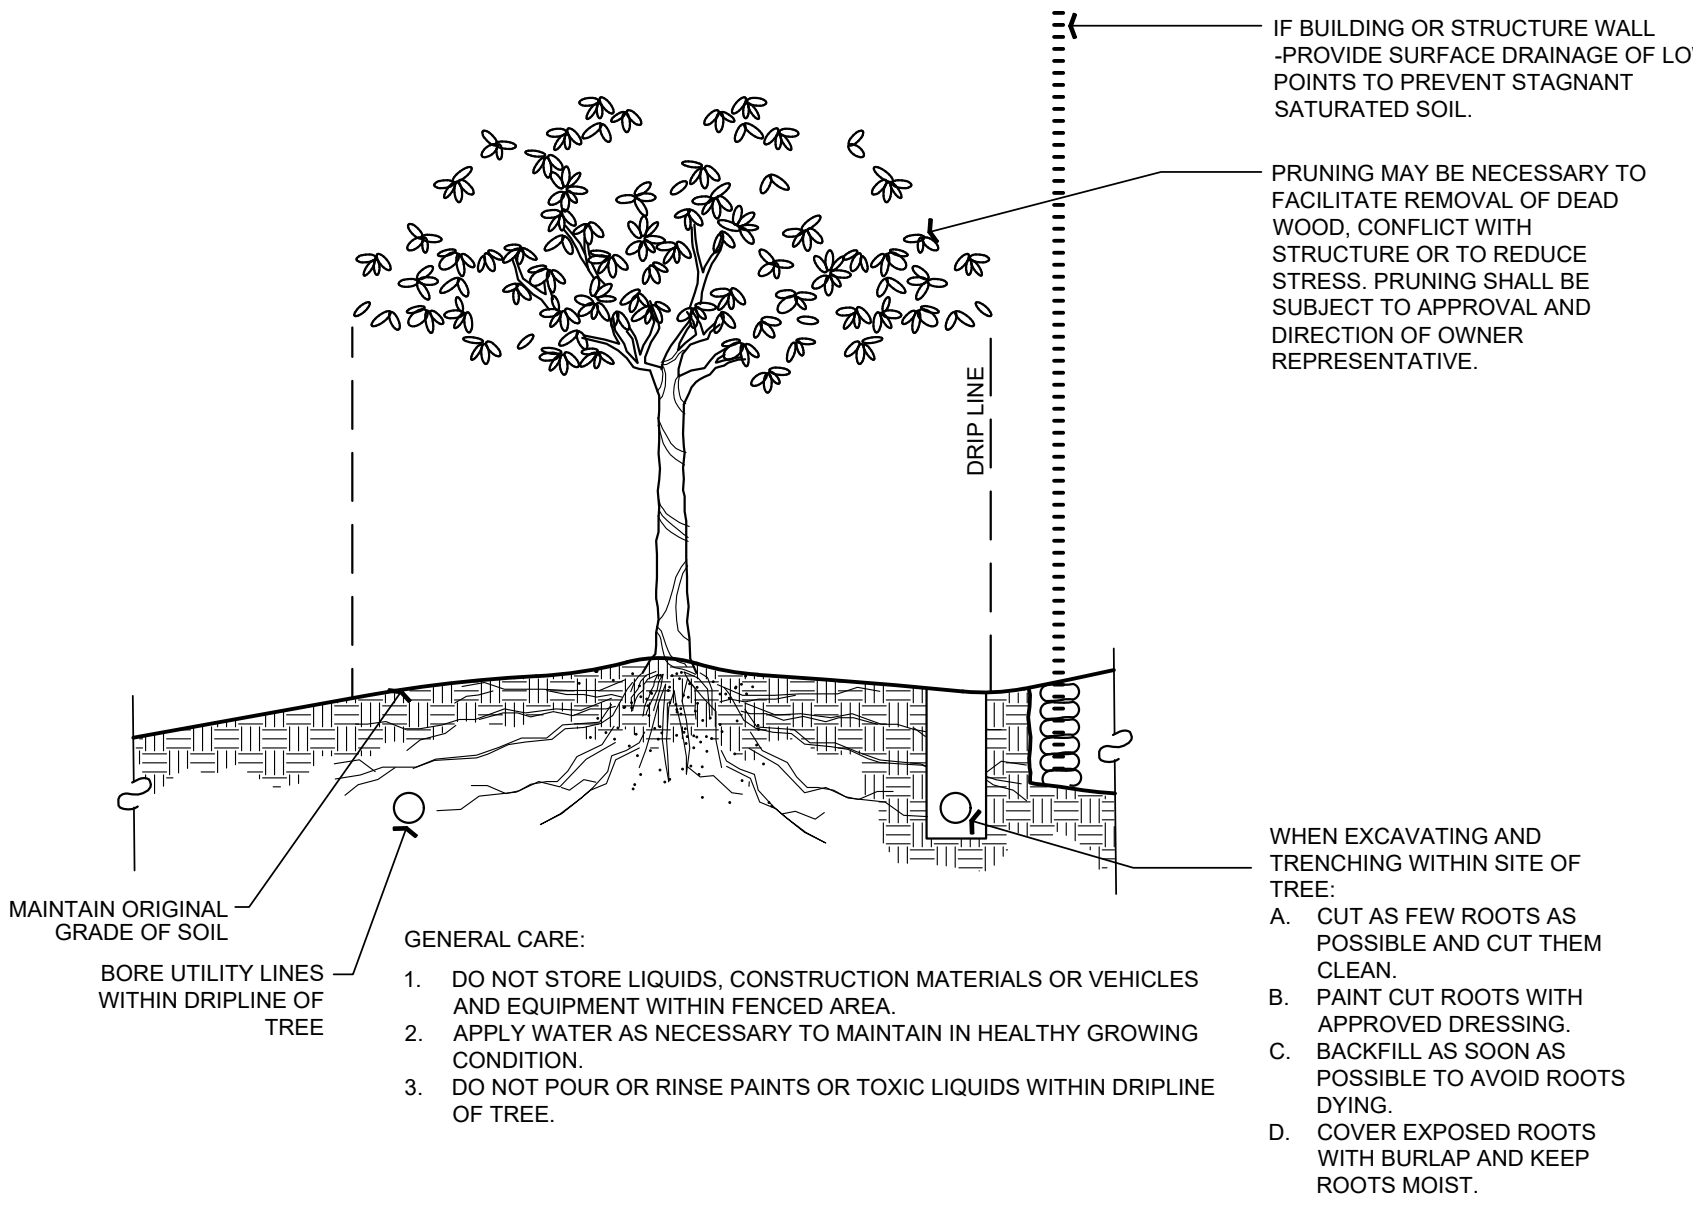 IF BUILDING OR STRUCTURE WALL
-PROVIDE SURFACE DRAINAGE OF
POINTS TO PREVENT STAGNANT
SATURATED SOIL.
PRUNING MAY BE NECESSARY TO
FACILITATE REMOVAL OF DEAD
WOOD, CONFLICT WITH
STRUCTURE OR TO REDUCE
STRESS. PRUNING SHALL BE
SUBJECT TO APPROVAL AND
DIRECTION OF OWNER
REPRESENTATIVE.
DRIP LINE
MAINTAIN ORIGINAL
GRADE OF SOIL
BORE UTILITY LINES
WITHIN DRIPLINE OF
TREE
GENERAL CARE:
1. DO NOT STORE LIQUIDS, CONSTRUCTION MATERIALS OR VEHICLES
AND EQUIPMENT WITHIN FENCED AREA.
2. APPLY WATER AS NECESSARY TO MAINTAIN IN HEALTHY GROWING
CONDITION.
3. DO NOT POUR OR RINSE PAINTS OR TOXIC LIQUIDS WITHIN DRIPLINE
OF TREE.
WHEN EXCAVATING AND
TRENCHING WITHIN SITE OF
TREE:
A. CUT AS FEW ROOTS AS
POSSIBLE AND CUT THEM
CLEAN.
B. PAINT CUT ROOTS WITH
APPROVED DRESSING.
C. BACKFILL AS SOON AS
POSSIBLE TO AVOID ROOTS
DYING.
D. COVER EXPOSED ROOTS
WITH BURLAP AND KEEP
ROOTS MOIST.